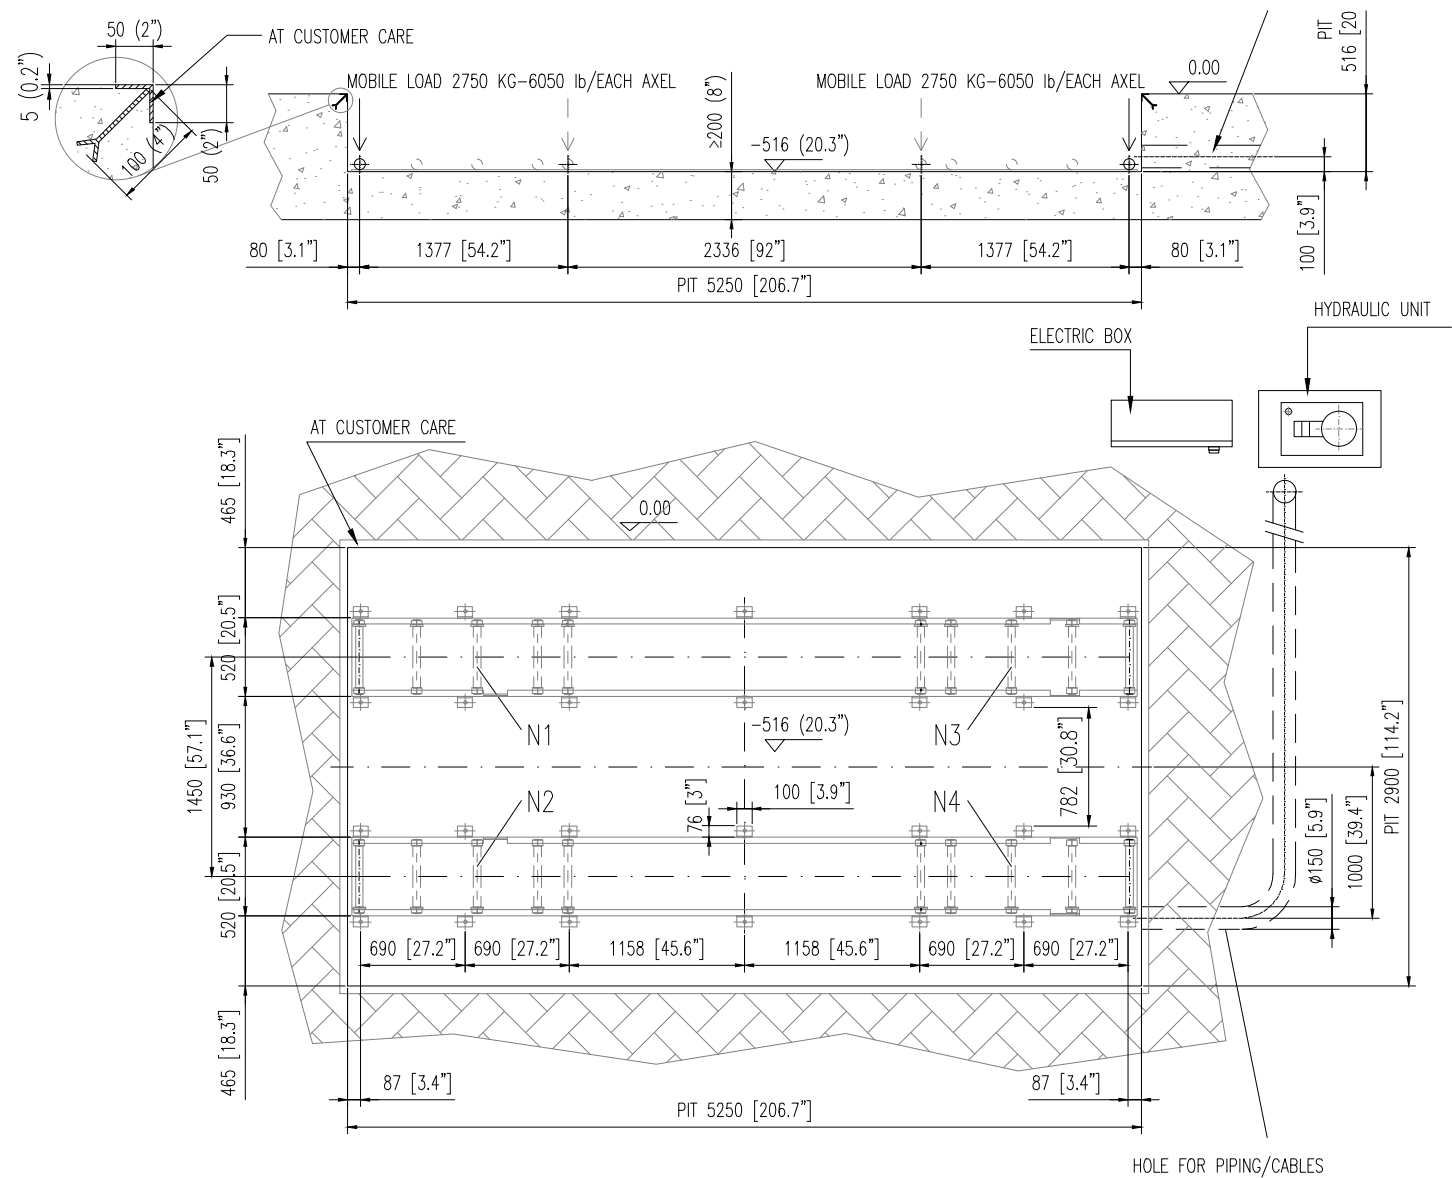 50 (2")
AT CUSTOMER CARE
5 (0.2")
100 (4")
50 (2")
MOBILE LOAD 2750 KG-6050 lb/EACH AXEL
MOBILE LOAD 2750 KG-6050 lb/EACH AXEL
≥200 (8")
-516 (20.3")
0.00
PIT
516 [20
100 [3.9"]
80 [3.1"]
1377 [54.2"]
2336 [92"]
1377 [54.2"]
80 [3.1"]
PIT 5250 [206.7"]
HYDRAULIC UNIT
ELECTRIC BOX
AT CUSTOMER CARE
465 [18.3"]
0.00
520 [20.5"]
1450 [57.1"]
930 [36.6"]
N1
-516 (20.3")
N3
782 [30.8"]
PIT 2900 [114.2"]
N2
76 [3"]
100 [3.9"]
N4
ø150 [5.9"]
1000 [39.4"]
520 [20.5"]
690 [27.2"]
690 [27.2"]
1158 [45.6"]
1158 [45.6"]
690 [27.2"]
690 [27.2"]
465 [18.3"]
87 [3.4"]
87 [3.4"]
PIT 5250 [206.7"]
HOLE FOR PIPING/CABLES